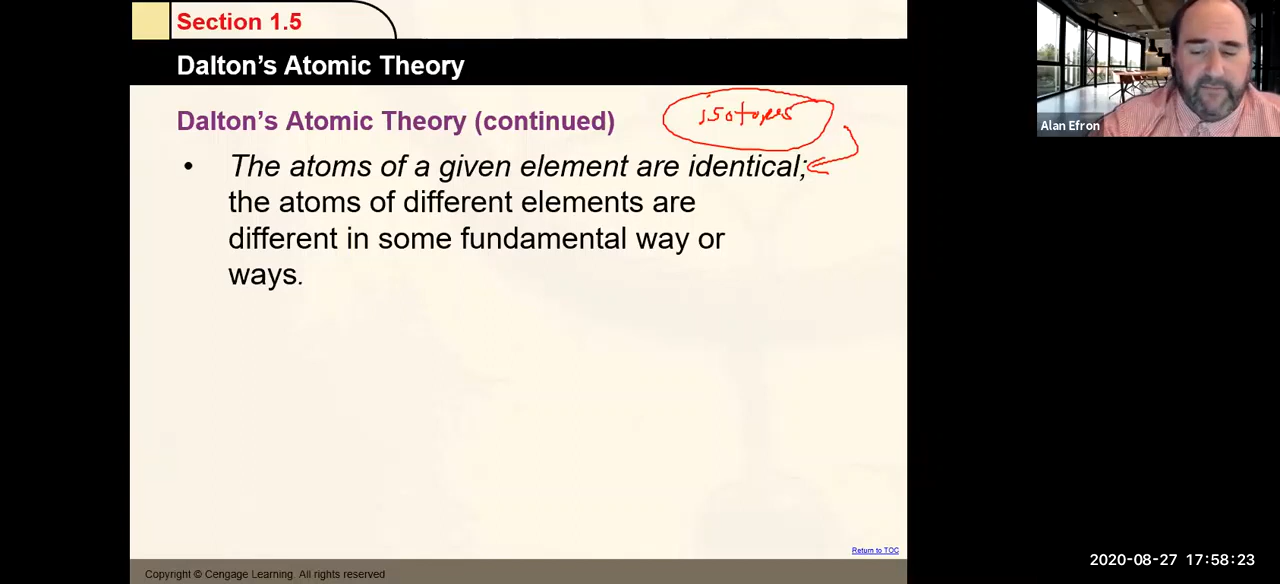 Section 1.5
Dalton’s Atomic Theory
Dalton’s Atomic Theory (continued)
isotopes
• The atoms of a given element are identical;
the atoms of different elements are
different in some fundamental way or
ways.
Return to TOC
Copyright © Cengage Learning. All rights reserved
Alan Efron
2020-08-27 17:58:23